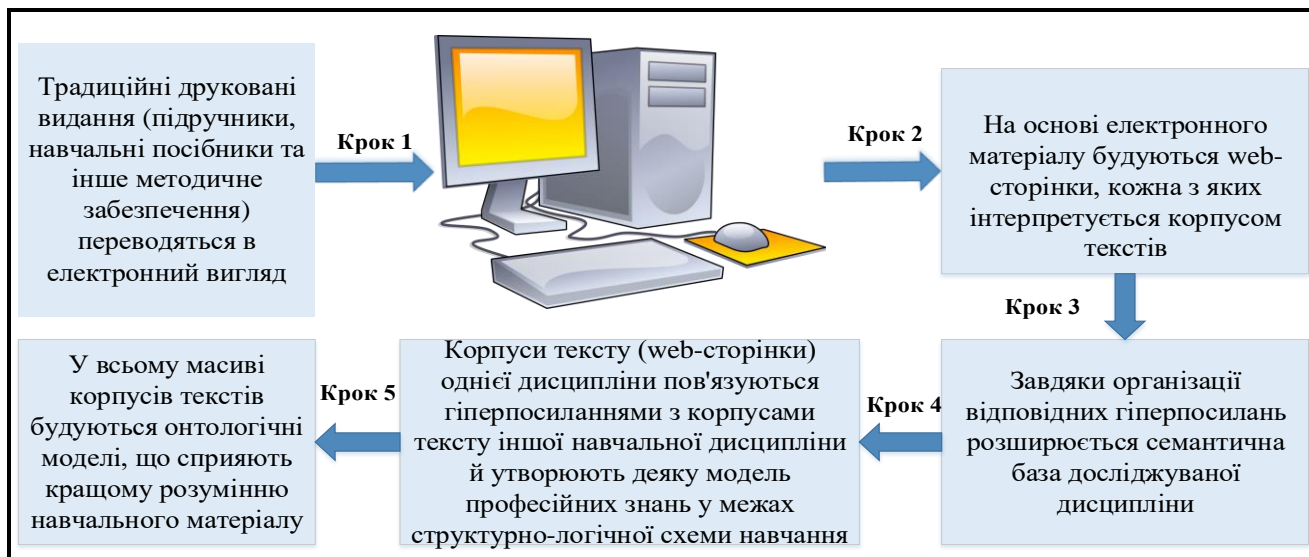 Традиційні друковані
видання (підручники,
навчальні посібники та
інше методичне
забезпечення)
переводяться в
електронний вигляд
Крок 1
Крок 2
На основі електронного
матеріалу будуються web-
сторінки, кожна з яких
інтерпретується корпусом
текстів
Крок 3
Завдяки організації
відповідних гіперпосилань
розширюється семантична
база досліджуваної
дисципліни
Крок 4
Корпуси тексту (web-сторінки)
однієї дисципліни пов'язуються
гіперпосиланнями з корпусами
тексту іншої навчальної дисципліни
й утворюють деяку модель
професійних знань у межах
структурно-логічної схеми навчання
Крок 5
У всьому масиві
корпусів текстів
будуються онтологічні
моделі, що сприяють
кращому розумінню
навчального матеріалу